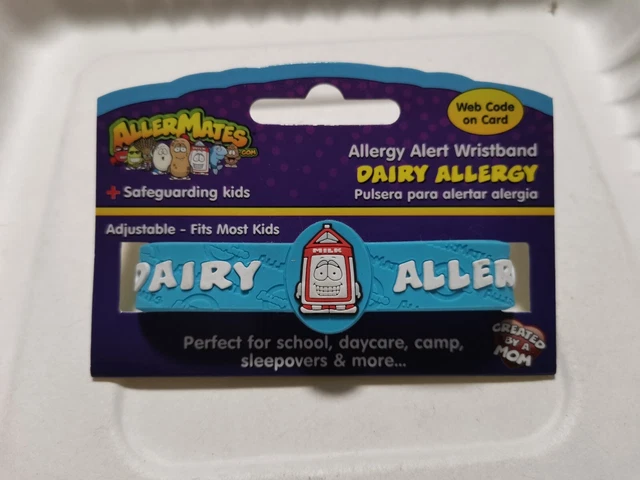 Web Code
on Card
ALLERMATES
.COM
+ Safeguarding kids
Allergy Alert Wristband
DAIRY ALLERGY
Pulsera para alertar alergia
Adjustable - Fits Most Kids
DAIRY
MILK
ALLER
Perfect for school, daycare, camp,
sleepovers & more...
CREATED
BY A
MOM